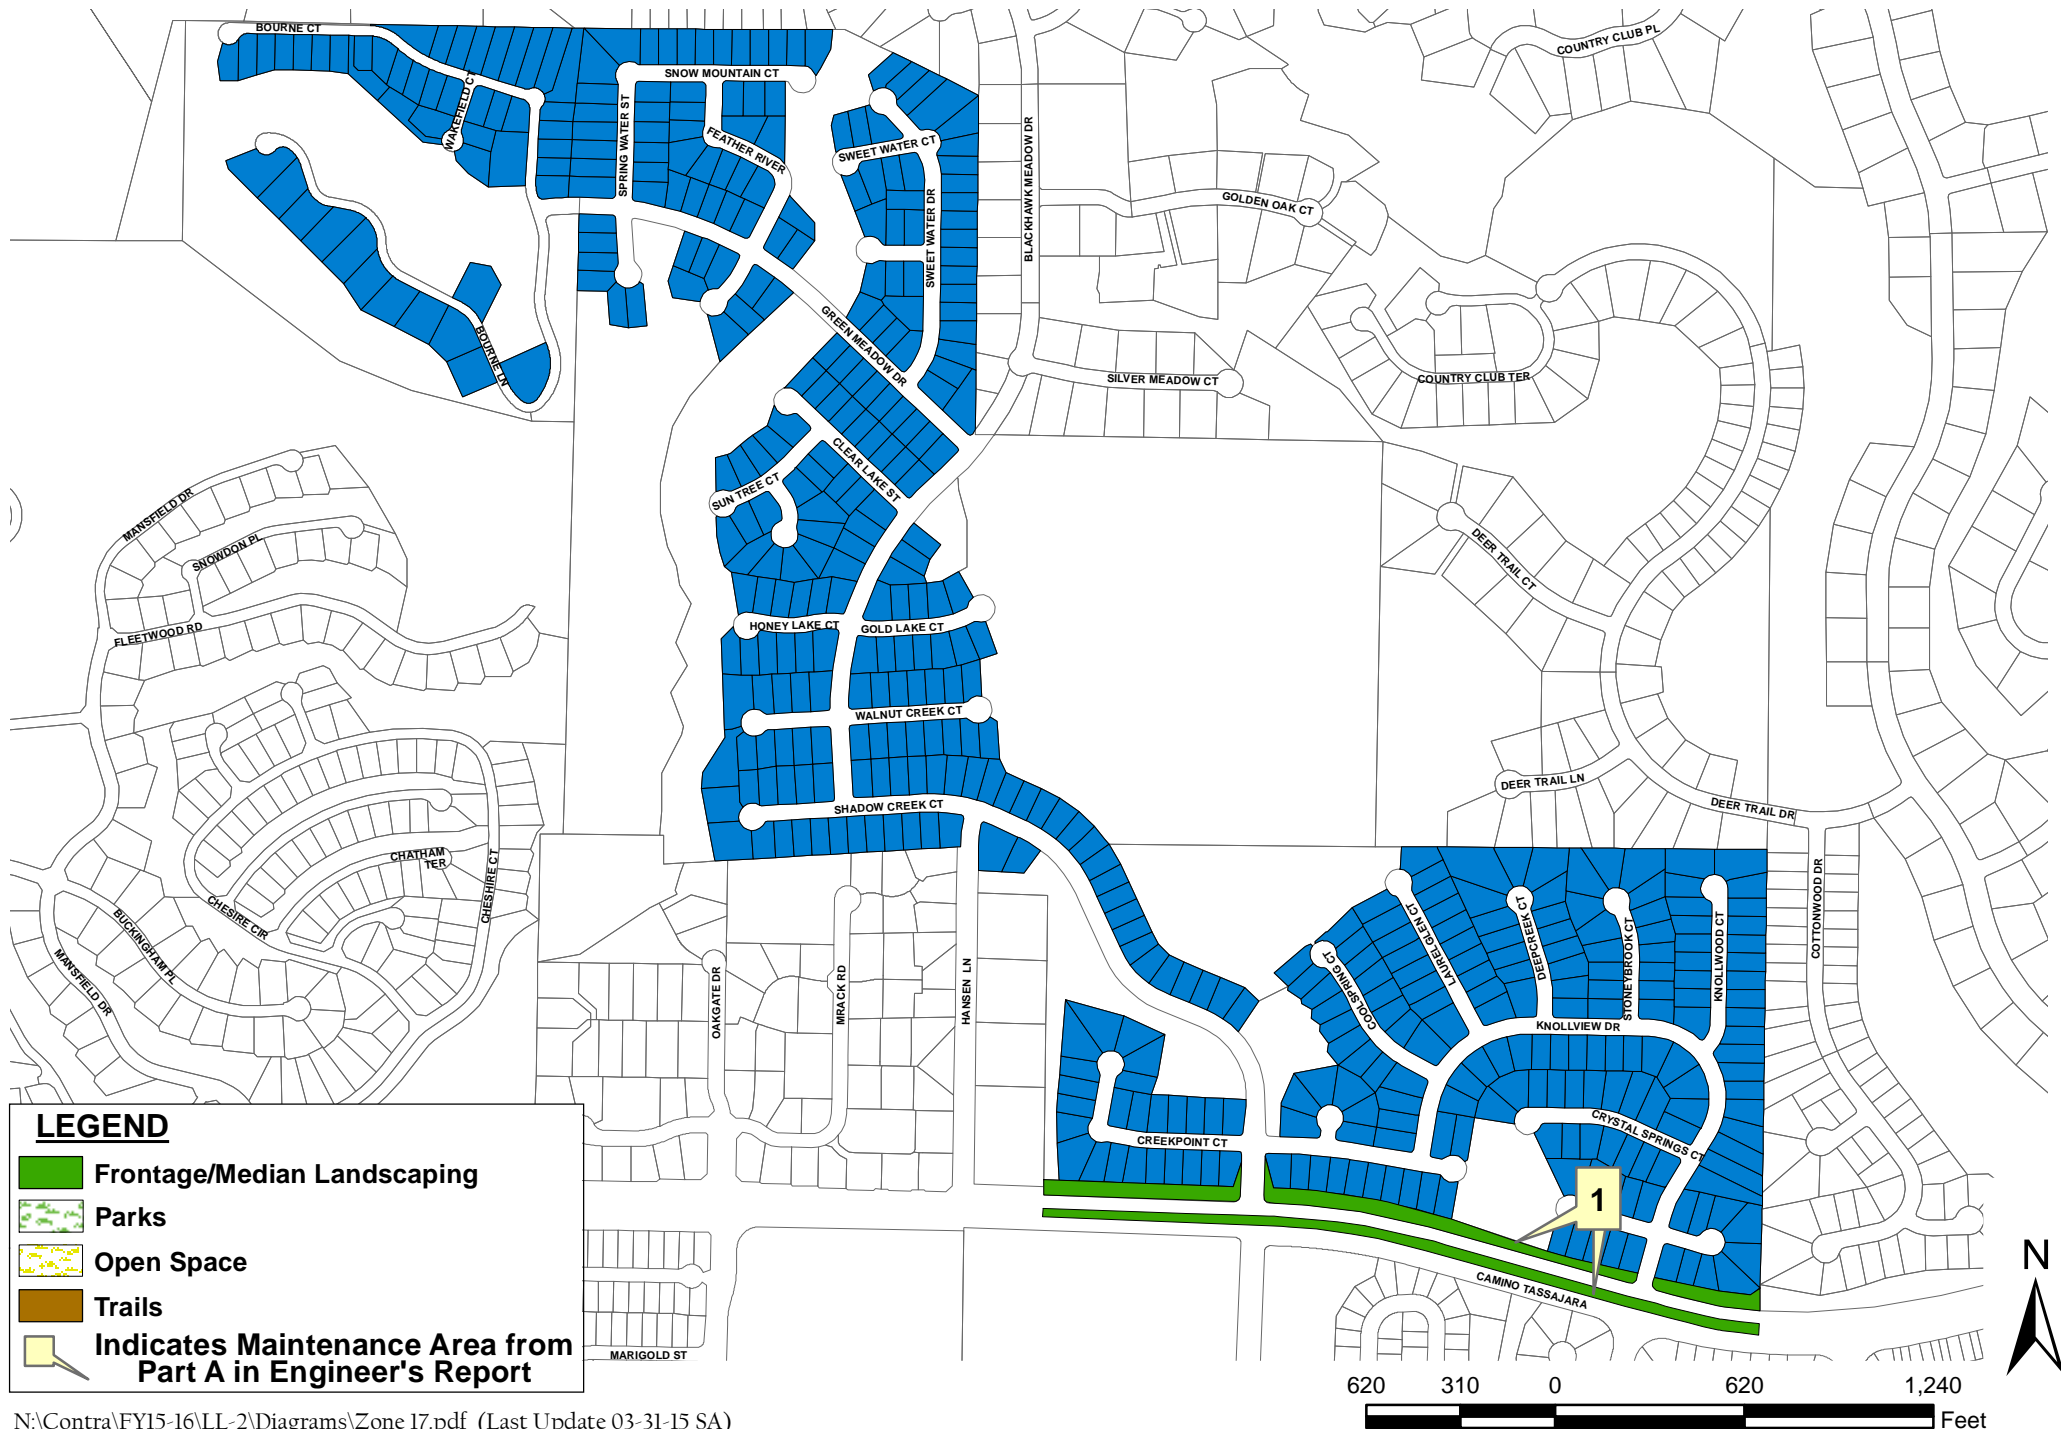 BOURNE CT
COUNTRY CLUB PL
SNOW MOUNTAIN CT
WAKEFIELD CT
SPRING WATER ST
FEATHER RIVER
SWEET WATER CT
BLACKHAWK MEADOW DR
SWEET WATER DR
GOLDEN OAK CT
BOURNE LN
GREEN MEADOW DR
SILVER MEADOW CT
COUNTRY CLUB TER
CLEAR LAKE ST
SUN TREE CT
MANSFIELD DR
SNOWDON PL
DEER TRAIL CT
FLEETWOOD RD
HONEY LAKE CT
GOLD LAKE CT
WALNUT CREEK CT
DEER TRAIL LN
SHADOW CREEK CT
DEER TRAIL DR
CHATHAM
TER
CHESHIRE CT
CHESIRE CIR
BUCKINGHAM PL
MANSFIELD DR
OAKGATE DR
MRACK RD
HANSEN LN
COOLSPRING CT
LAURELGLEN CT
DEEPCREEK CT
STONEYBROOK CT
KNOLLWOOD CT
COTTONWOOD DR
KNOLLVIEW DR
CREEKPOINT CT
CRYSTAL SPRINGS CT
1
CAMINO TASSAJARA
MARIGOLD ST
LEGEND
Frontage/Median Landscaping
Parks
Open Space
Trails
Indicates Maintenance Area from
Part A in Engineer's Report
N
620 310 0 620 1,240
Feet
N:\Contra\FY15-16\LL-2\Diagrams\Zone 17.pdf (Last Update 03-31-15 SA)